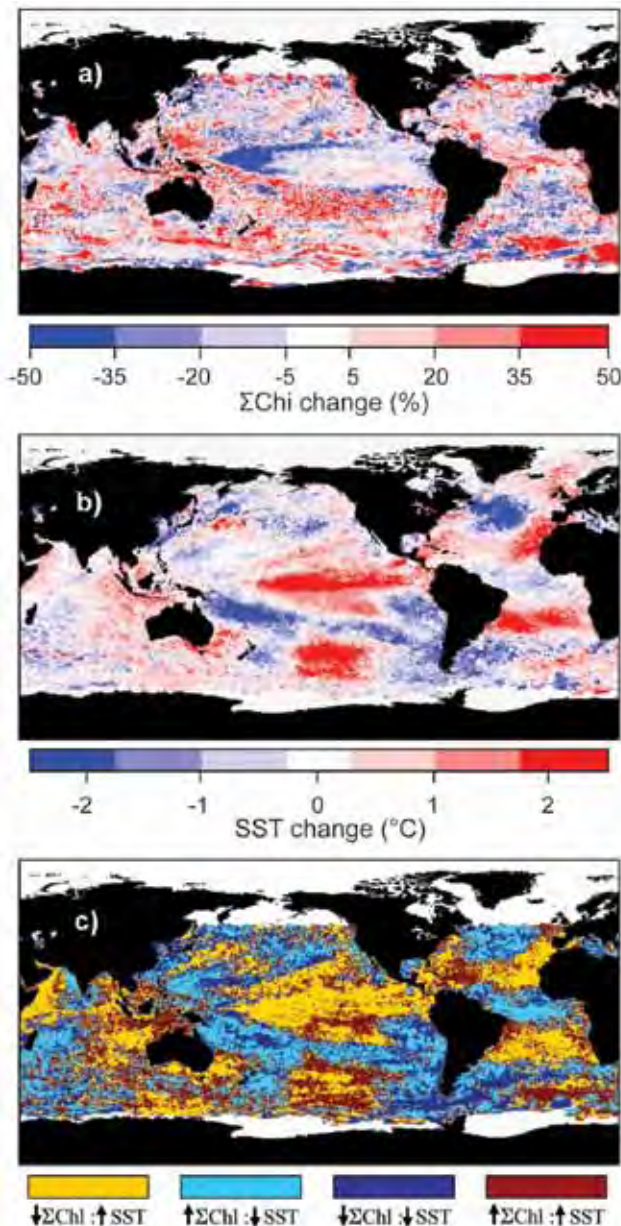 a)
-50 -35 -20 -5 5 20 35 50
ΣChl change (%)
b)
-2 -1 0 1 2
SST change (°C)
c)
↓ΣChl :↑SST ↑ΣChl :↓SST ↓ΣChl :↓SST ↑ΣChl :↑SST